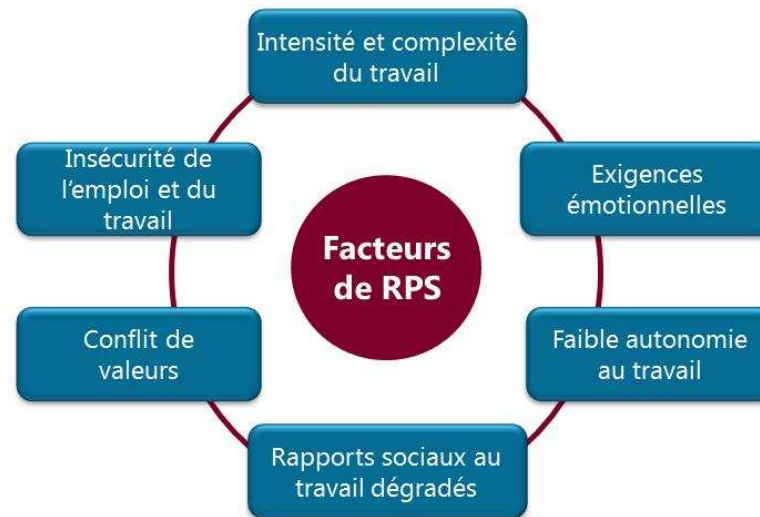 Intensité et complexité
du travail
Exigences
émotionnelles
Faible autonomie
au travail
Rapports sociaux au
travail dégradés
Conflit de
valeurs
Insécurité de
l'emploi et du
travail
Facteurs
de RPS